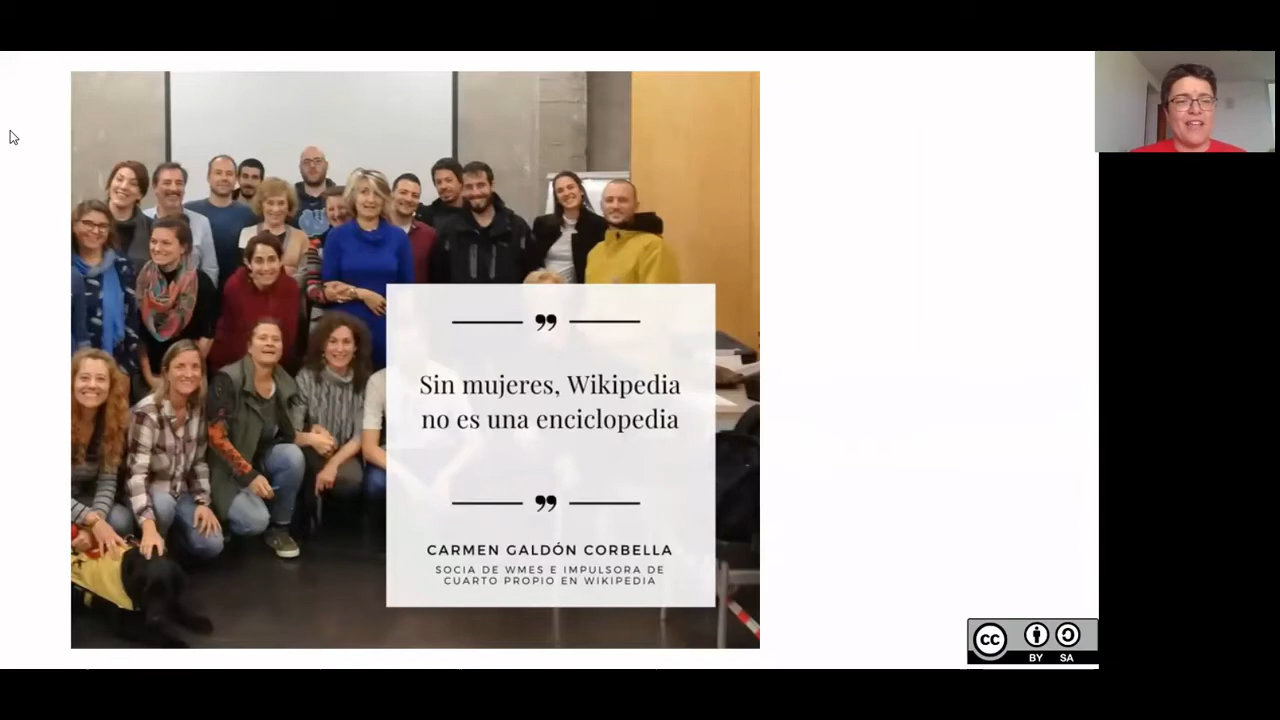 ”
Sin mujeres, Wikipedia
no es una enciclopedia
”
CARMEN GALDÓN CORBELLA
SOCIA DE WMES E IMPULSORA DE
CUARTO PROPIO EN WIKIPEDIA
cc
BY SA